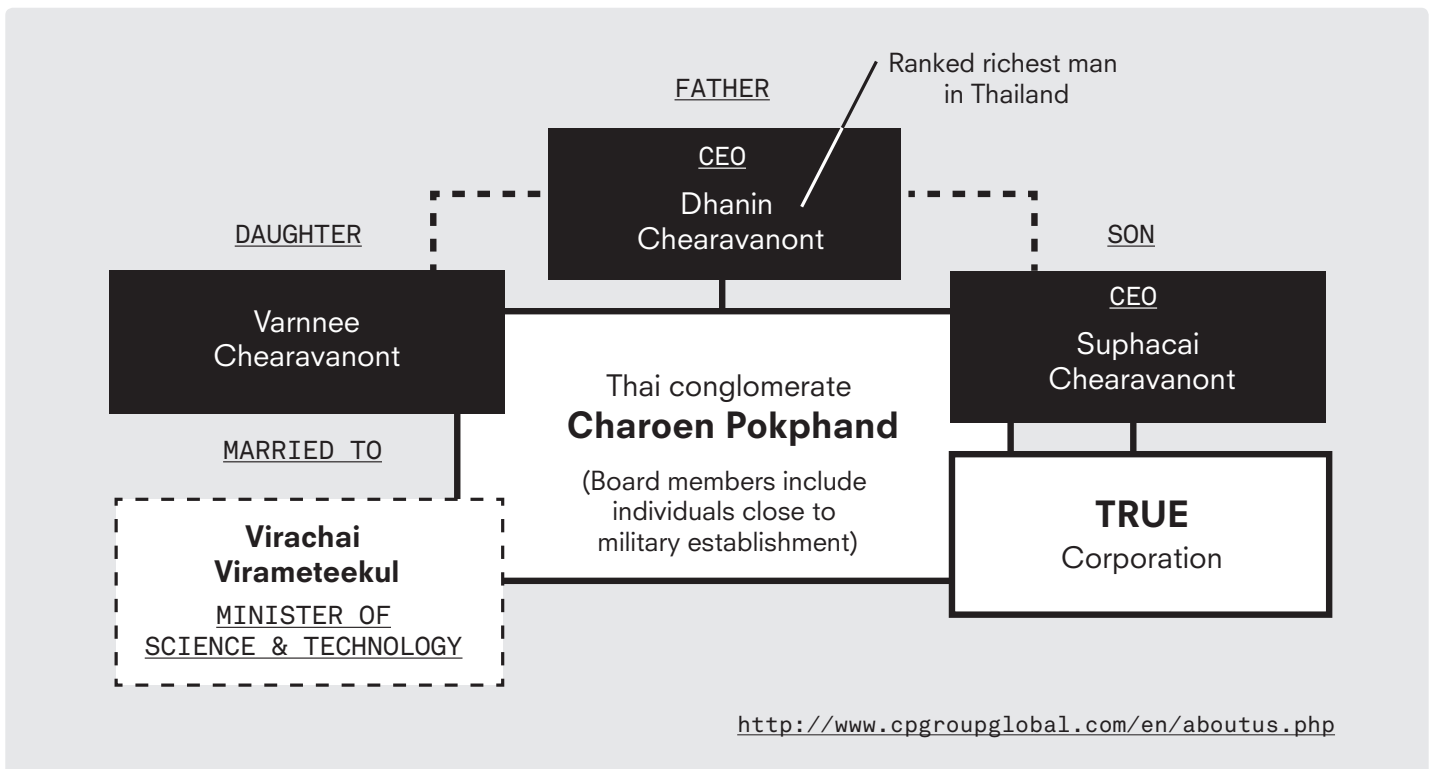 Ranked richest man
in Thailand
FATHER
CEO
Dhanin
Chearavanont
DAUGHTER
Varnnee
Chearavanont
SON
CEO
Suphacai
Chearavanont
Thai conglomerate
Charoen Pokphand
(Board members include
individuals close to
military establishment)
MARRIED TO
Virachai
Virameteekul
MINISTER OF
SCIENCE & TECHNOLOGY
TRUE
Corporation
http://www.cpgroupglobal.com/en/aboutus.php